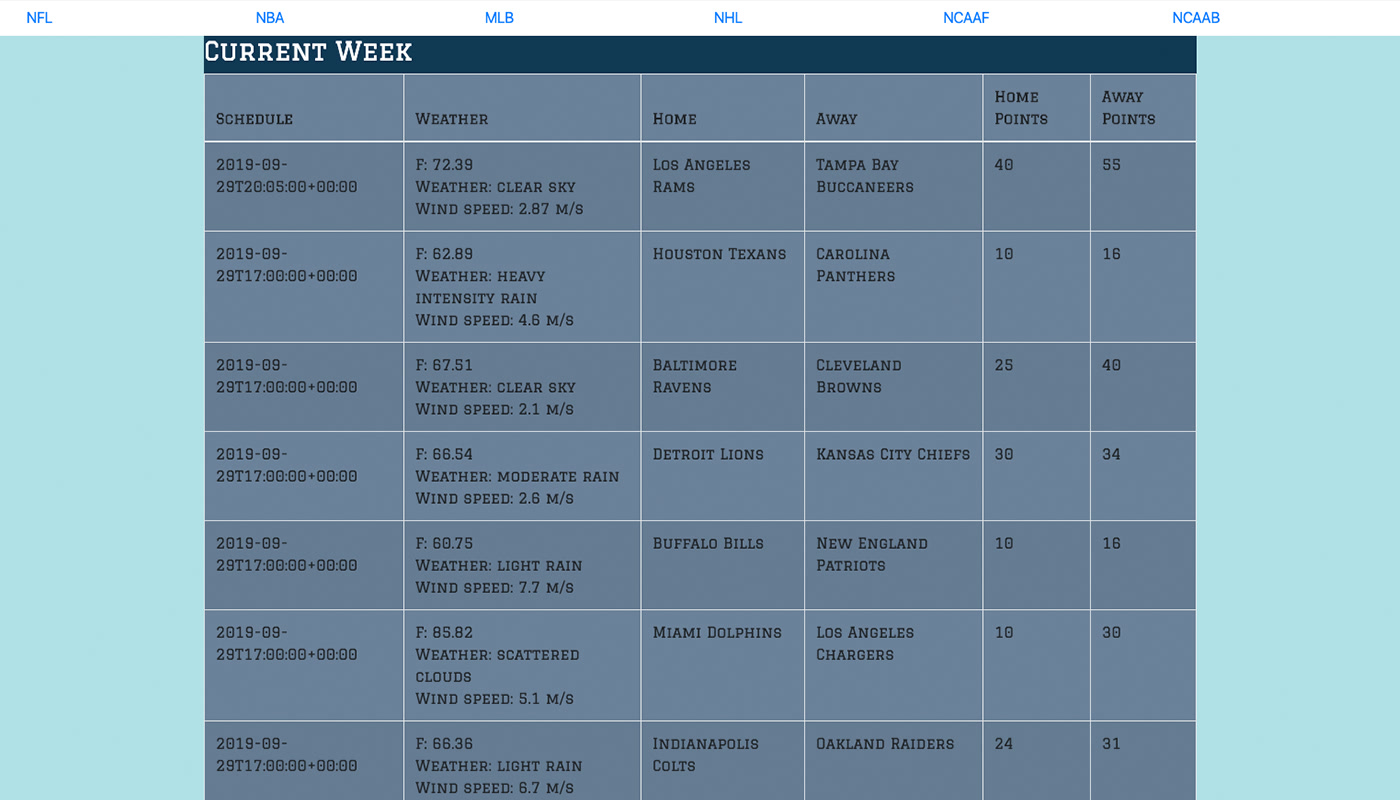 NFL NBA MLB NHL NCAAF NCAAB
Current Week
Schedule Weather Home Away Home Points Away Points
2019-09-29T20:05:00+00:00
F: 72.39
Weather: clear sky
Wind speed: 2.87 m/s
Los Angeles Rams
Tampa Bay Buccaneers
40
55
2019-09-29T17:00:00+00:00
F: 62.89
Weather: heavy intensity rain
Wind speed: 4.6 m/s
Houston Texans
Carolina Panthers
10
16
2019-09-29T17:00:00+00:00
F: 67.51
Weather: clear sky
Wind speed: 2.1 m/s
Baltimore Ravens
Cleveland Browns
25
40
2019-09-29T17:00:00+00:00
F: 66.54
Weather: moderate rain
Wind speed: 2.6 m/s
Detroit Lions
Kansas City Chiefs
30
34
2019-09-29T17:00:00+00:00
F: 60.75
Weather: light rain
Wind speed: 7.7 m/s
Buffalo Bills
New England Patriots
10
16
2019-09-29T17:00:00+00:00
F: 85.82
Weather: scattered clouds
Wind speed: 5.1 m/s
Miami Dolphins
Los Angeles Chargers
10
30
2019-09-29T17:00:00+00:00
F: 66.36
Weather: light rain
Wind speed: 6.7 m/s
Indianapolis Colts
Oakland Raiders
24
31